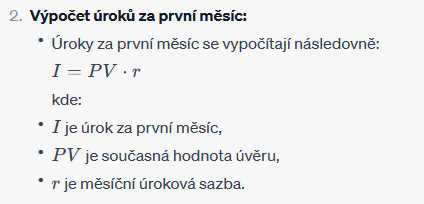 2. Výpočet úroků za první měsíc:
• Úroky za první měsíc se vypočítají následovně:
I = PV · r
kde:
• I je úrok za první měsíc,
• PV je současná hodnota úvěru,
• r je měsíční úroková sazba.